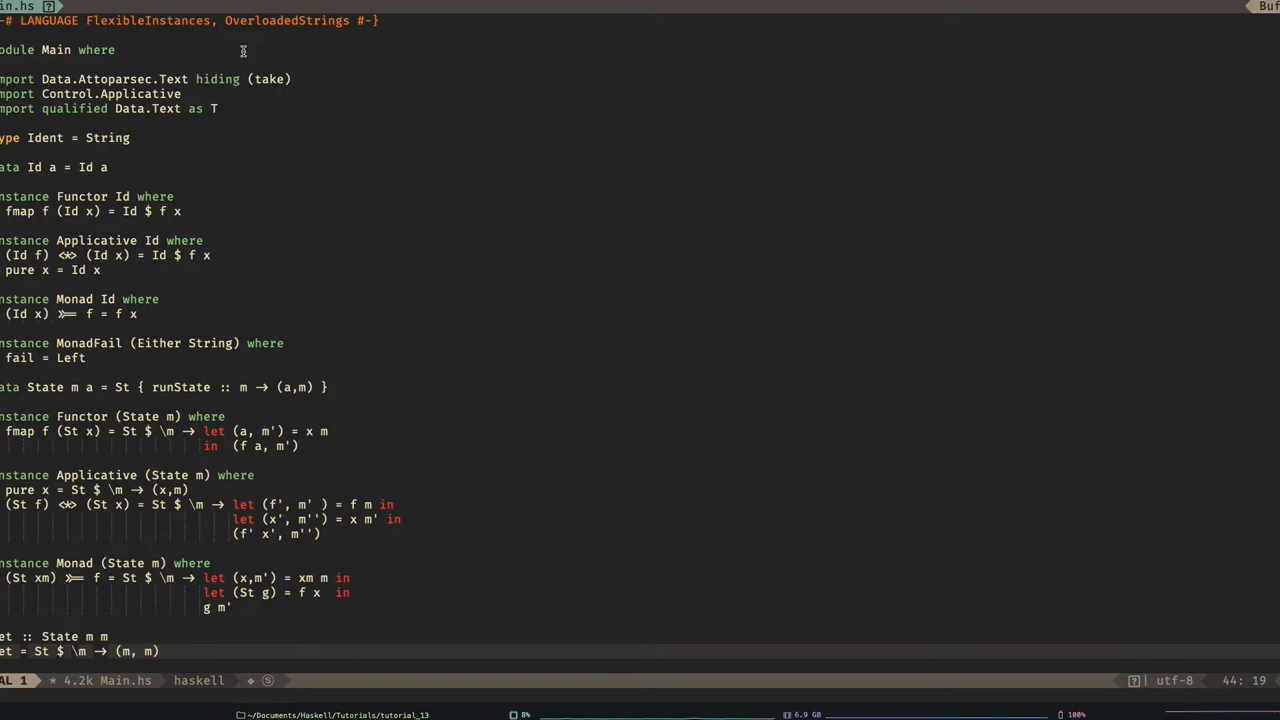 in.hs ?
Buf
-# LANGUAGE FlexibleInstances, OverloadedStrings #-}
odule Main where
mport Data.Attoparsec.Text hiding (take)
mport Control.Applicative
mport qualified Data.Text as T
ype Ident = String
ata Id a = Id a
nstance Functor Id where
fmap f (Id x) = Id $ f x
nstance Applicative Id where
(Id f) <*> (Id x) = Id $ f x
pure x = Id x
nstance Monad Id where
(Id x) >>= f = f x
nstance MonadFail (Either String) where
fail = Left
ata State m a = St { runState :: m -> (a,m) }
nstance Functor (State m) where
fmap f (St x) = St $ \m -> let (a, m') = x m
in (f a, m')
nstance Applicative (State m) where
pure x = St $ \m -> (x,m)
(St f) <*> (St x) = St $ \m -> let (f', m' ) = f m in
let (x', m'') = x m' in
(f' x', m'')
nstance Monad (State m) where
(St xm) >>= f = St $ \m -> let (x,m') = xm m in
let (St g) = f x in
g m'
et :: State m m
et = St $ \m -> (m, m)
AL 1 * 4.2k Main.hs haskell ◆ Ⓢ ? utf-8 44: 19
~/Documents/Haskell/Tutorials/tutorial_13 8% 6.9 GB 100%